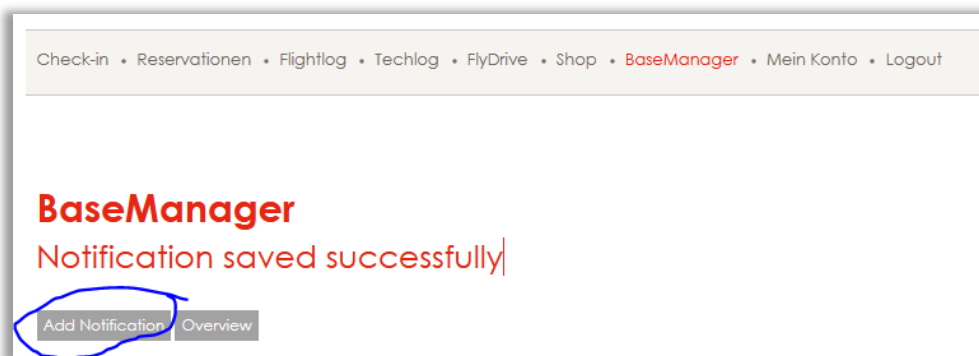 Check-in • Reservationen • Flightlog • Techlog • FlyDrive • Shop • BaseManager • Mein Konto • Logout
BaseManager
Notification saved successfully
Add Notification Overview